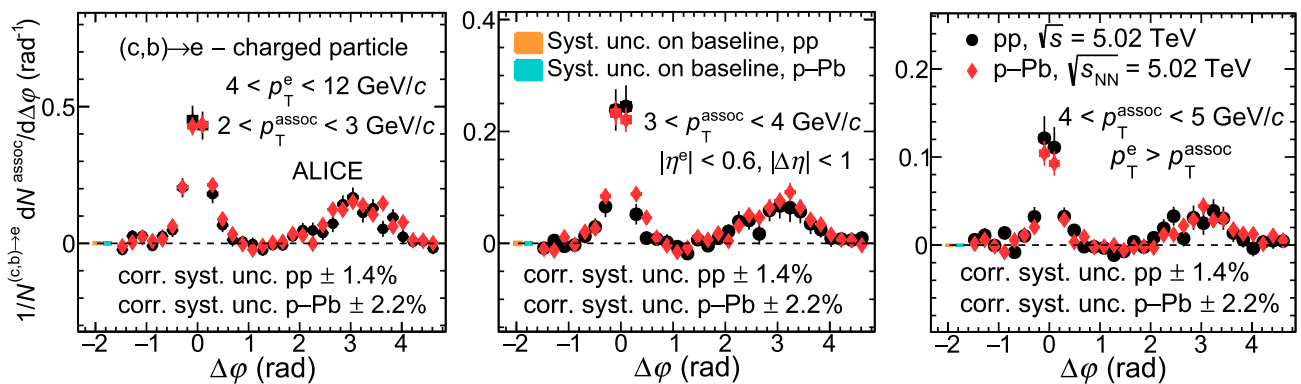 1/N^{(c,b)→e} dN^{assoc}/dΔφ (rad⁻¹)
0.5
0
(c,b)→e − charged particle
4 < p_T^e < 12 GeV/c
2 < p_T^{assoc} < 3 GeV/c
ALICE
corr. syst. unc. pp ± 1.4%
corr. syst. unc. p−Pb ± 2.2%
−2 −1 0 1 2 3 4
Δφ (rad)
0.4
0.2
0
Syst. unc. on baseline, pp
Syst. unc. on baseline, p−Pb
3 < p_T^{assoc} < 4 GeV/c
|η^e| < 0.6, |Δη| < 1
corr. syst. unc. pp ± 1.4%
corr. syst. unc. p−Pb ± 2.2%
−2 −1 0 1 2 3 4
Δφ (rad)
0.2
0.1
0
pp, √s = 5.02 TeV
p−Pb, √s_{NN} = 5.02 TeV
4 < p_T^{assoc} < 5 GeV/c
p_T^e > p_T^{assoc}
corr. syst. unc. pp ± 1.4%
corr. syst. unc. p−Pb ± 2.2%
−2 −1 0 1 2 3 4
Δφ (rad)